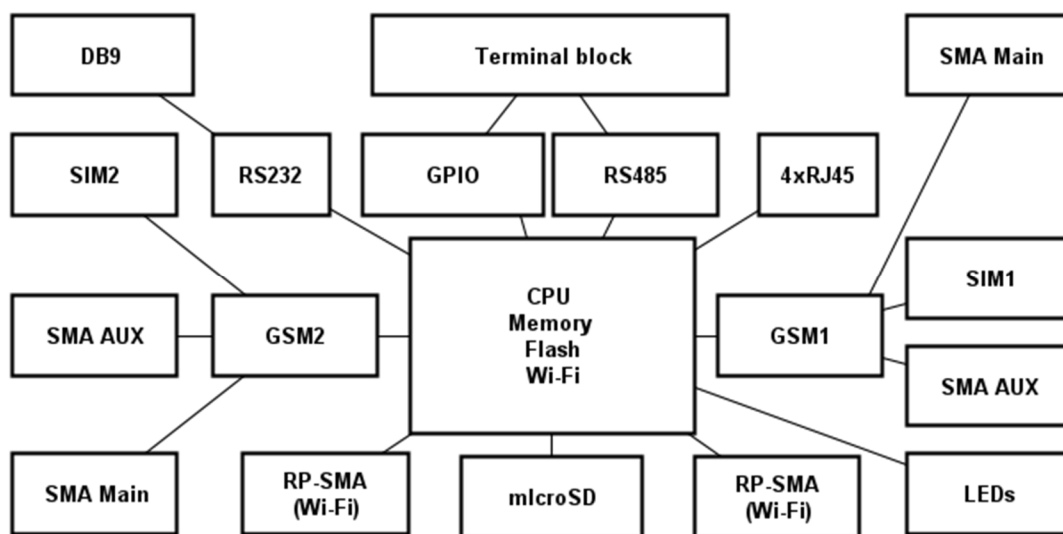 DB9
Terminal block
SMA Main
SIM2
RS232
GPIO
RS485
4xRJ45
CPU
Memory
Flash
Wi-Fi
SIM1
SMA AUX
GSM2
GSM1
SMA AUX
SMA Main
RP-SMA
(Wi-Fi)
mIcroSD
RP-SMA
(Wi-Fi)
LEDs